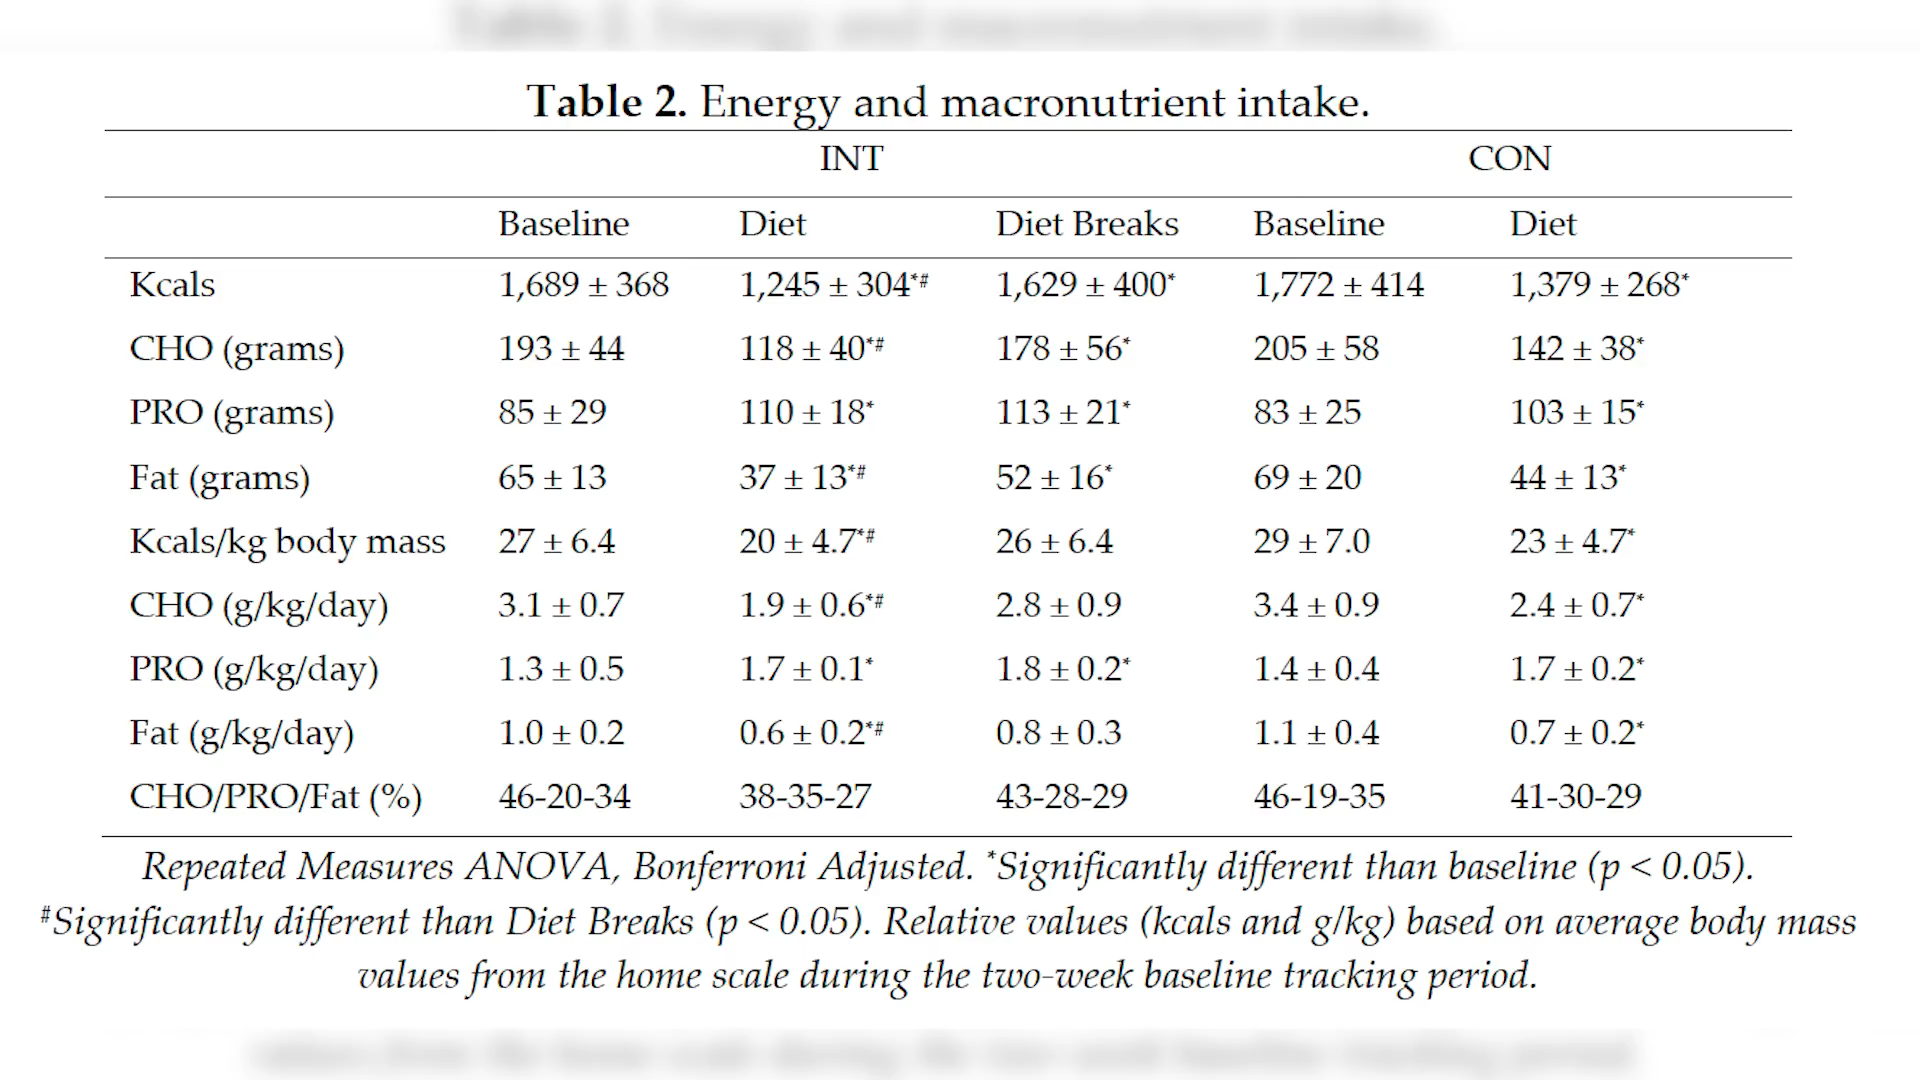 Table 2. Energy and macronutrient intake.
INT CON
Baseline Diet Diet Breaks Baseline Diet
Kcals 1,689 ± 368 1,245 ± 304*# 1,629 ± 400* 1,772 ± 414 1,379 ± 268*
CHO (grams) 193 ± 44 118 ± 40*# 178 ± 56* 205 ± 58 142 ± 38*
PRO (grams) 85 ± 29 110 ± 18* 113 ± 21* 83 ± 25 103 ± 15*
Fat (grams) 65 ± 13 37 ± 13*# 52 ± 16* 69 ± 20 44 ± 13*
Kcals/kg body mass 27 ± 6.4 20 ± 4.7*# 26 ± 6.4 29 ± 7.0 23 ± 4.7*
CHO (g/kg/day) 3.1 ± 0.7 1.9 ± 0.6*# 2.8 ± 0.9 3.4 ± 0.9 2.4 ± 0.7*
PRO (g/kg/day) 1.3 ± 0.5 1.7 ± 0.1* 1.8 ± 0.2* 1.4 ± 0.4 1.7 ± 0.2*
Fat (g/kg/day) 1.0 ± 0.2 0.6 ± 0.2*# 0.8 ± 0.3 1.1 ± 0.4 0.7 ± 0.2*
CHO/PRO/Fat (%) 46-20-34 38-35-27 43-28-29 46-19-35 41-30-29
Repeated Measures ANOVA, Bonferroni Adjusted. *Significantly different than baseline (p < 0.05).
#Significantly different than Diet Breaks (p < 0.05). Relative values (kcals and g/kg) based on average body mass
values from the home scale during the two-week baseline tracking period.